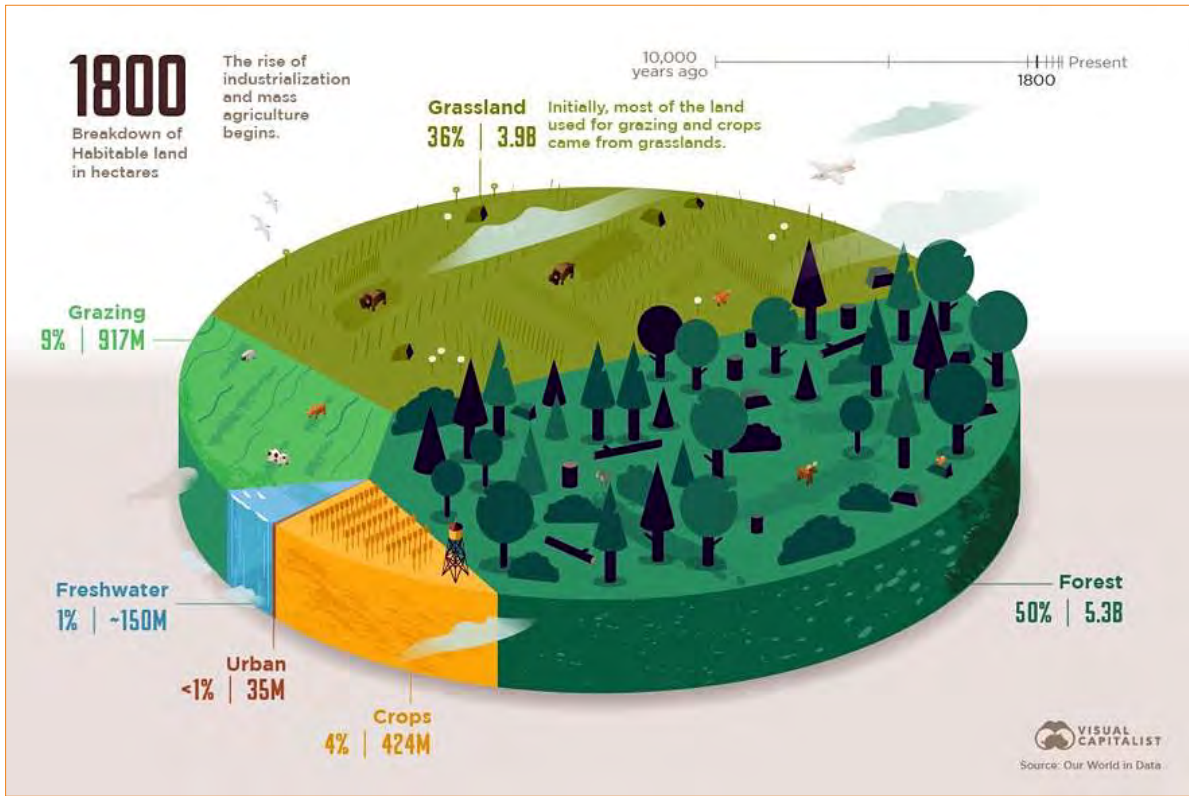 1800
Breakdown of
Habitable land
in hectares
The rise of
industrialization
and mass
agriculture
begins.
10,000
years ago
1800
Present
Grassland
36% | 3.9B
Initially, most of the land
used for grazing and crops
came from grasslands.
Grazing
9% | 917M
Freshwater
1% | ~150M
Urban
<1% | 35M
Crops
4% | 424M
Forest
50% | 5.3B
VISUAL
CAPITALIST
Source: Our World in Data